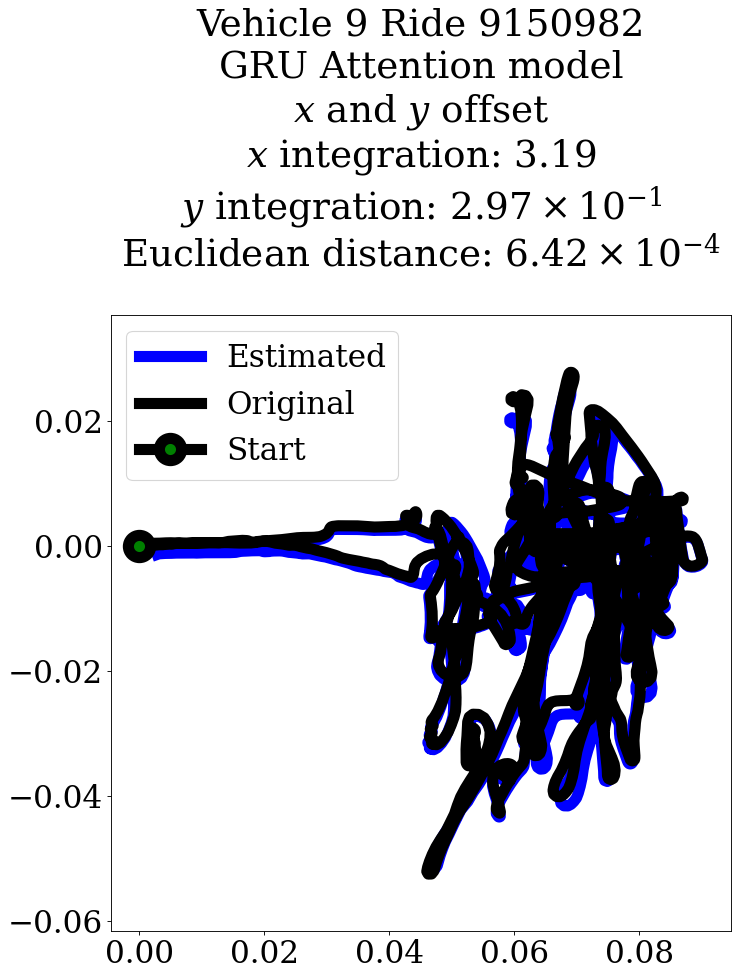 Vehicle 9 Ride 9150982
GRU Attention model
x and y offset
x integration: 3.19
y integration: 2.97 × 10⁻¹
Euclidean distance: 6.42 × 10⁻⁴
Estimated
Original
Start
0.02
0.00
−0.02
−0.04
−0.06
0.00 0.02 0.04 0.06 0.08